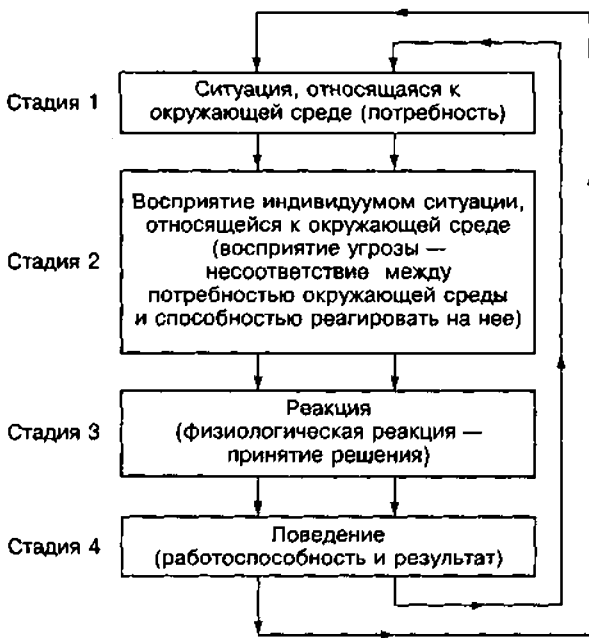 Стадия 1
Ситуация, относящаяся к
окружающей среде (потребность)
Стадия 2
Восприятие индивидуумом ситуации,
относящейся к окружающей среде
(восприятие угрозы —
несоответствие между
потребностью окружающей среды
и способностью реагировать на нее)
Стадия 3
Реакция
(физиологическая реакция —
принятие решения)
Стадия 4
Поведение
(работоспособность и результат)